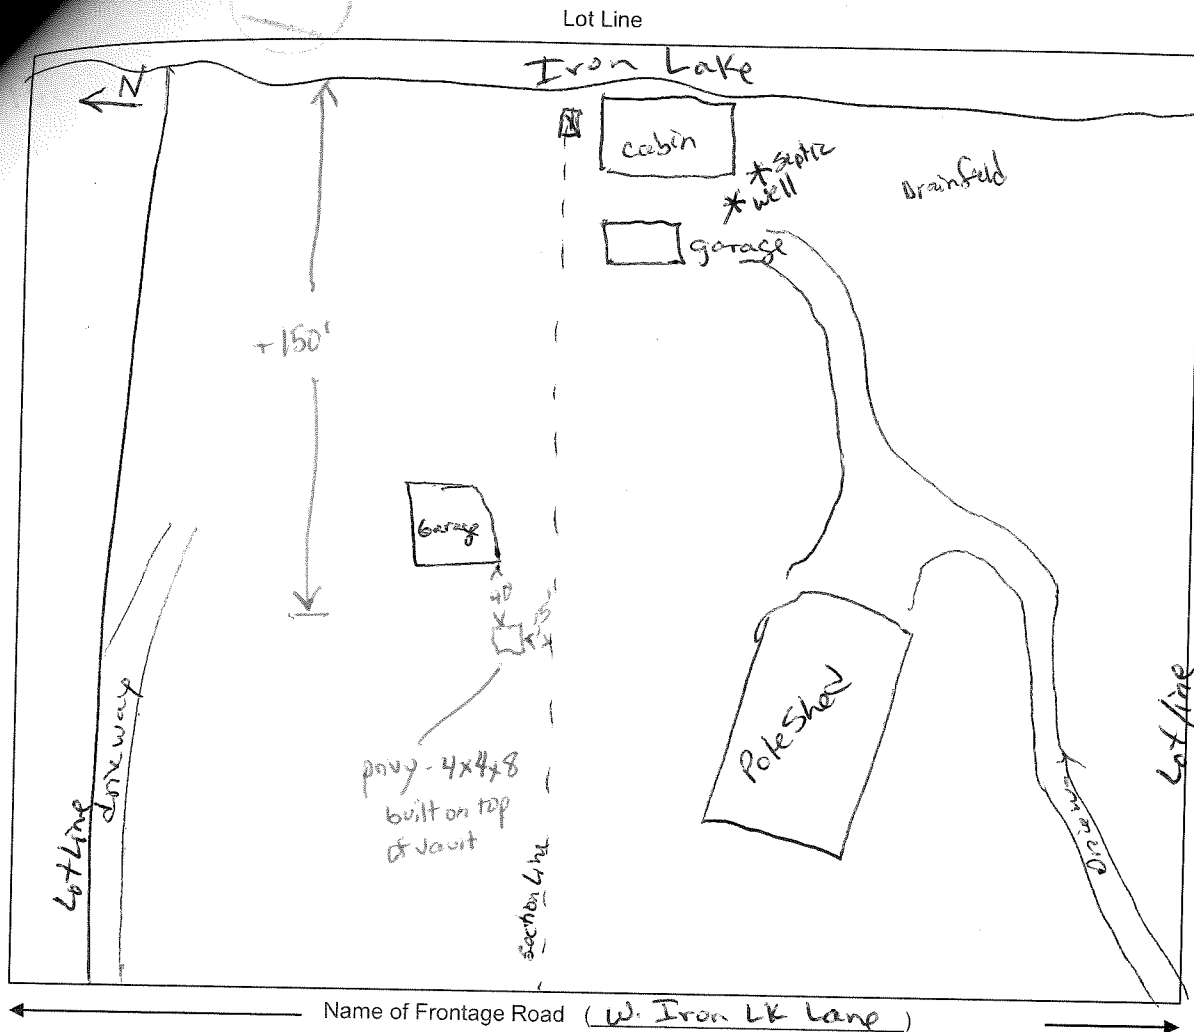 Lot Line
Iron Lake
N
cabin
* septic
* well
Drainfield
garage
+150'
Garage
40'
15'
Pole Shed
driveway
privy - 4x4x8
built on top
of vault
Lot Line
Section Line
Lot line
Driveway
Name of Frontage Road ( W. Iron LK Lane )